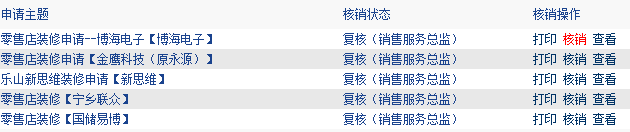 申请主题 核销状态 核销操作
零售店装修申请--博海电子【博海电子】 复核（销售服务总监） 打印 核销 查看
零售店装修申请【金鹰科技（原永源）】 复核（销售服务总监） 打印 核销 查看
乐山新思维装修申请【新思维】 复核（销售服务总监） 打印 核销 查看
零售店装修【宁乡联众】 复核（销售服务总监） 打印 核销 查看
零售店装修【国储易博】 复核（销售服务总监） 打印 核销 查看